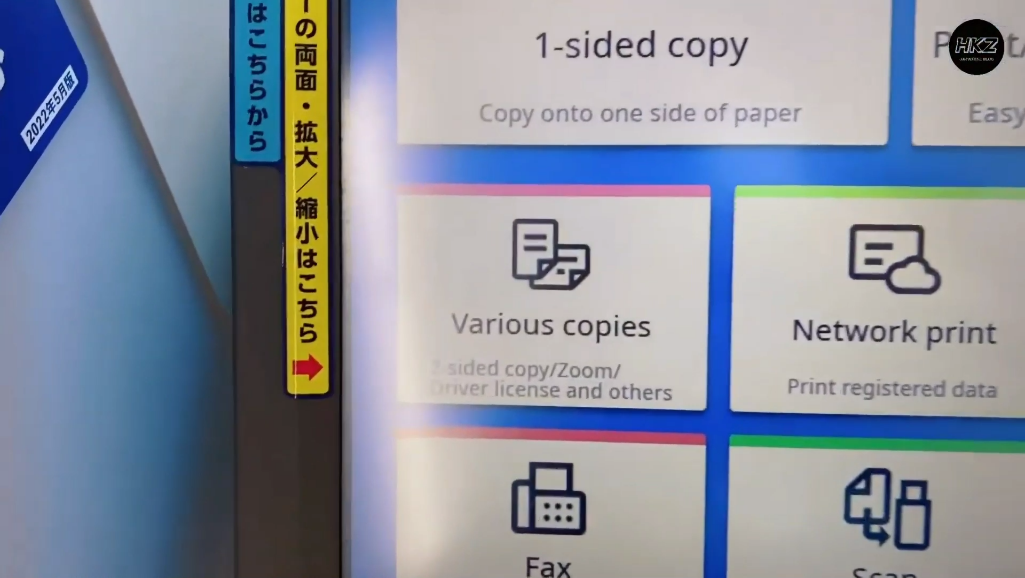 はこちらから
ーの両面・拡大／縮小はこちら
2022年5月版
1-sided copy
Copy onto one side of paper
Easy
HKZ
Various copies
2-sided copy/Zoom/
Driver license and others
Network print
Print registered data
Fax
Scan